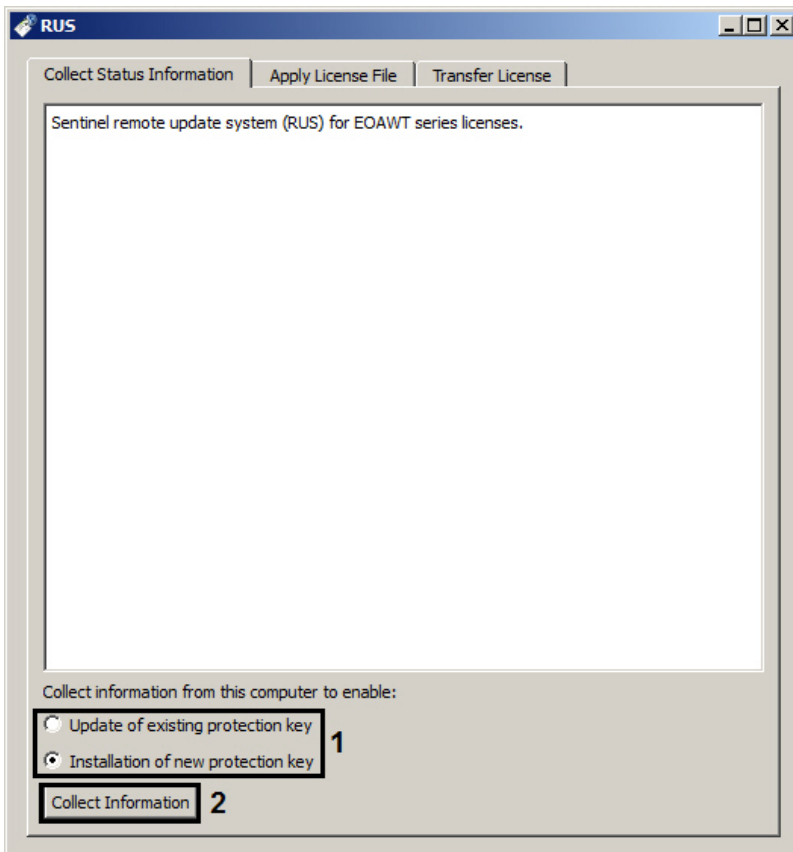 RUS
Collect Status Information Apply License File Transfer License
Sentinel remote update system (RUS) for EOAWT series licenses.
Collect information from this computer to enable:
Update of existing protection key
1
Installation of new protection key
Collect Information 2